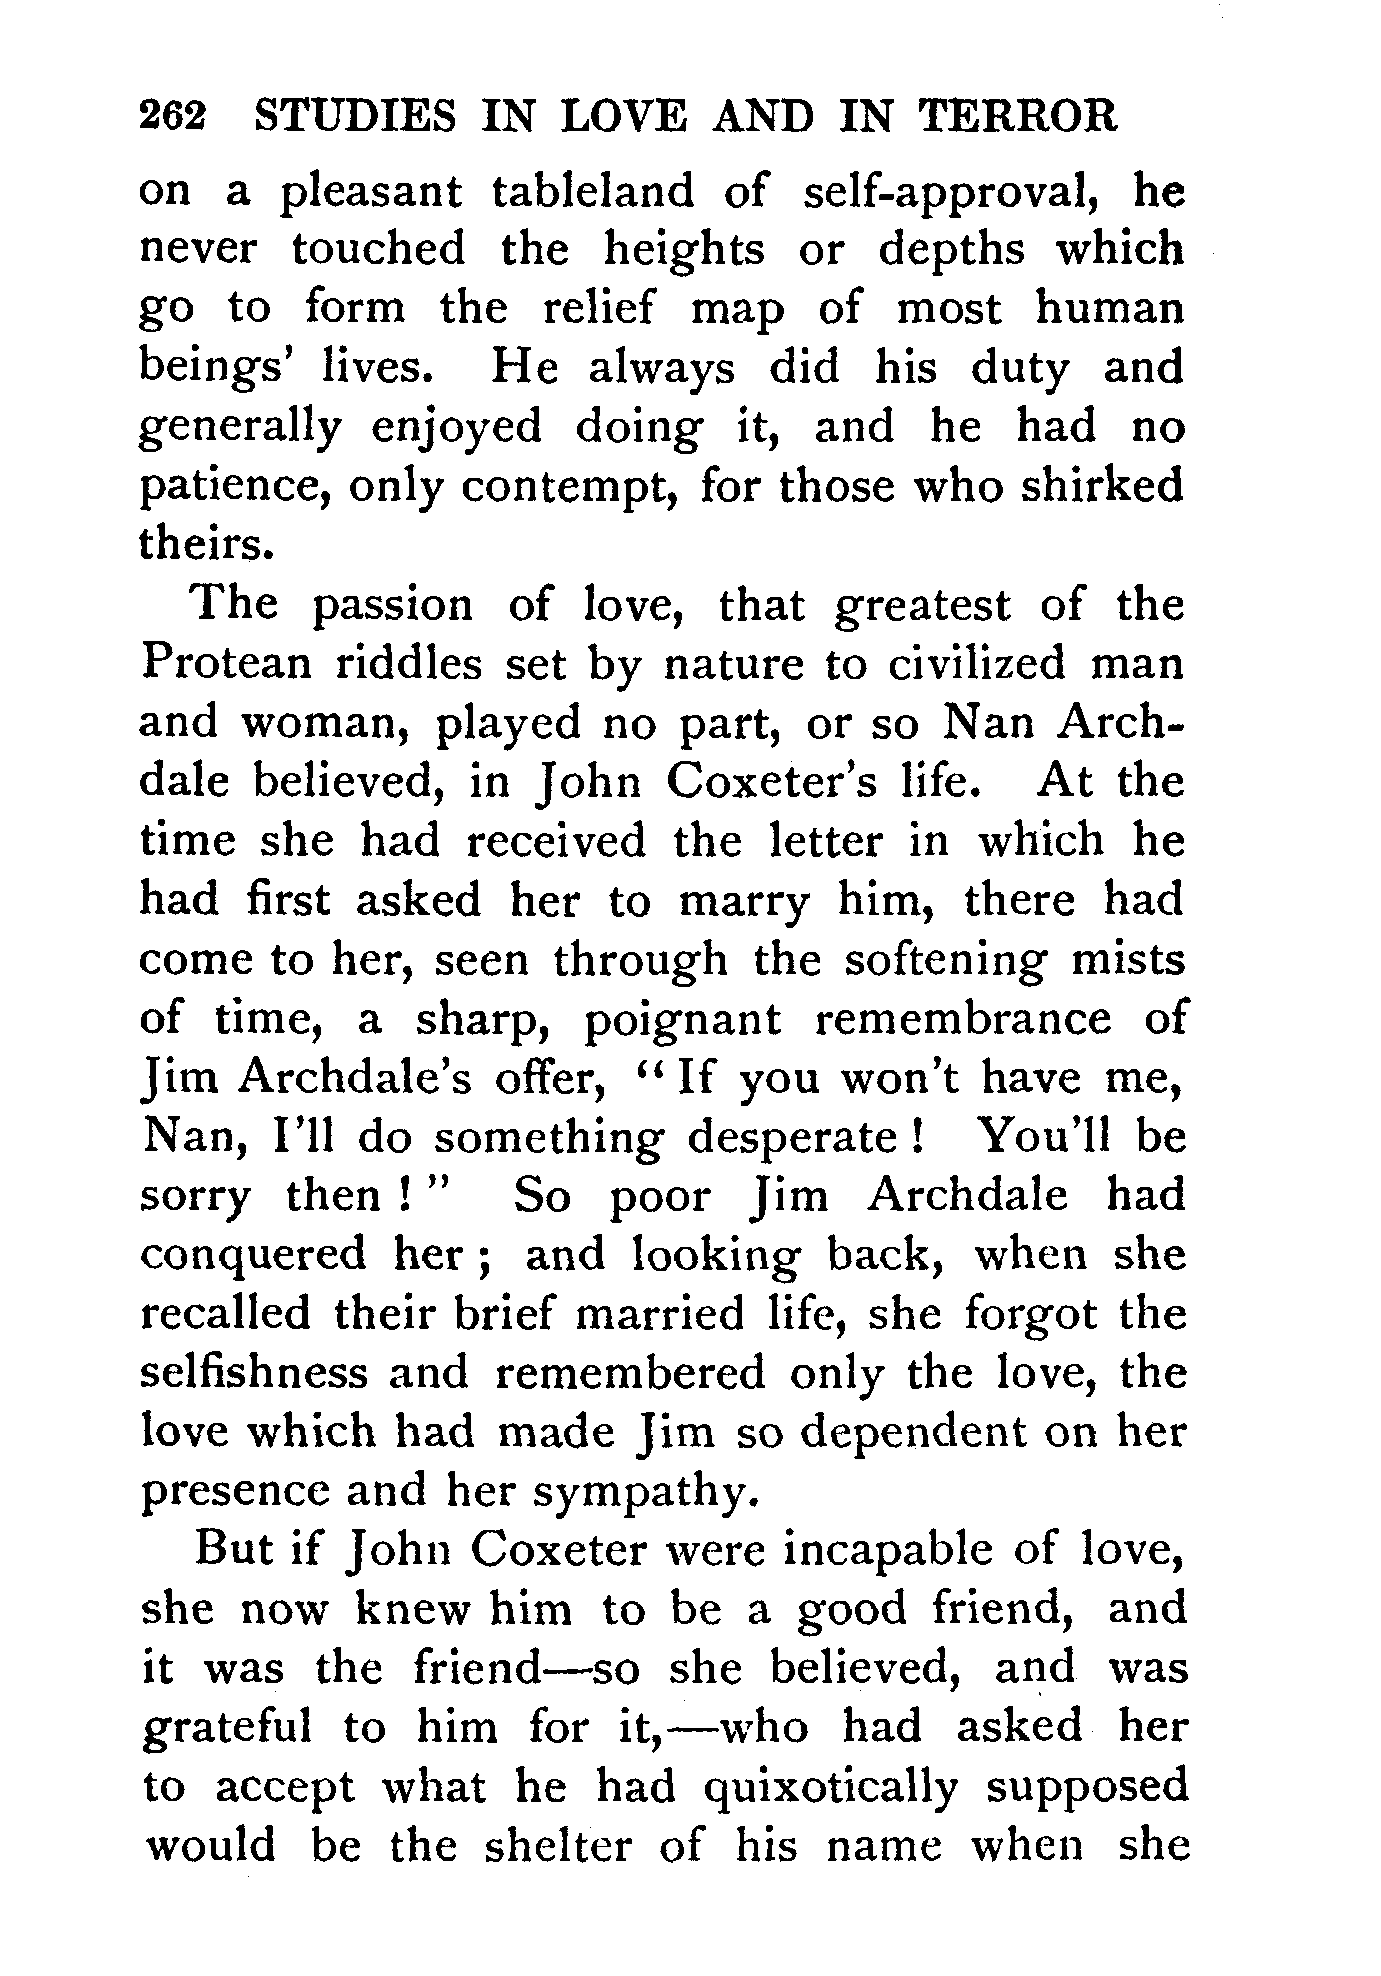 262 STUDIES IN LOVE AND IN TERROR
on a pleasant tableland of self-approval, he
never touched the heights or depths which
go to form the relief map of most human
beings' lives. He always did his duty and
generally enjoyed doing it, and he had no
patience, only contempt, for those who shirked
theirs.
The passion of love, that greatest of the
Protean riddles set by nature to civilized man
and woman, played no part, or so Nan Arch-
dale believed, in John Coxeter's life. At the
time she had received the letter in which he
had first asked her to marry him, there had
come to her, seen through the softening mists
of time, a sharp, poignant remembrance of
Jim Archdale's offer, “If you won't have me,
Nan, I'll do something desperate! You'll be
sorry then!” So poor Jim Archdale had
conquered her; and looking back, when she
recalled their brief married life, she forgot the
selfishness and remembered only the love, the
love which had made Jim so dependent on her
presence and her sympathy.
But if John Coxeter were incapable of love,
she now knew him to be a good friend, and
it was the friend—so she believed, and was
grateful to him for it,—who had asked her
to accept what he had quixotically supposed
would be the shelter of his name when she